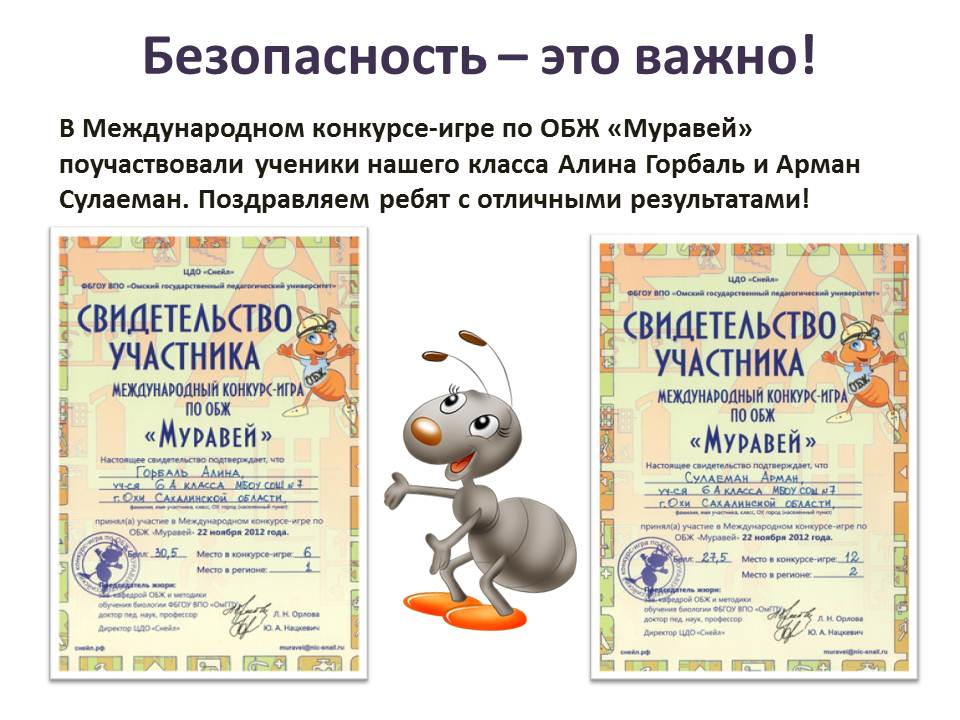 Безопасность – это важно!
В Международном конкурсе-игре по ОБЖ «Муравей»
поучаствовали ученики нашего класса Алина Горбаль и Арман
Сулаеман. Поздравляем ребят с отличными результатами!
ЦДО «Снейл»
ФБГОУ ВПО «Омский государственный педагогический университет»
СВИДЕТЕЛЬСТВО
УЧАСТНИКА
ОБЖ
МЕЖДУНАРОДНЫЙ КОНКУРС-ИГРА
ПО ОБЖ
«МУРАВЕЙ»
Настоящее свидетельство подтверждает, что
ГОРБАЛЬ АЛИНА,
уч-ся 6 А КЛАССА МБОУ СОШ №7
г. ОХИ САХАЛИНСКОЙ ОБЛАСТИ,
фамилия, имя участника, класс, ОУ, город (населенный пункт)
принял(а) участие в Международном конкурсе-игре по
ОБЖ «Муравей» 22 ноября 2012 года.
Балл: 30,5 Место в конкурсе-игре: 6
Место в регионе: 1
Председатель жюри:
зав. кафедрой ОБЖ и методики
обучения биологии ФБГОУ ВПО «ОмГПУ»
доктор пед. наук, профессор Л. Н. Орлова
Директор ЦДО «Снейл» Ю. А. Нацкевич
снейл.рф muravei@nic-snail.ru
ЦДО «Снейл»
ФБГОУ ВПО «Омский государственный педагогический университет»
СВИДЕТЕЛЬСТВО
УЧАСТНИКА
ОБЖ
МЕЖДУНАРОДНЫЙ КОНКУРС-ИГРА
ПО ОБЖ
«МУРАВЕЙ»
Настоящее свидетельство подтверждает, что
СУЛАЕМАН АРМАН,
уч-ся 6 А КЛАССА МБОУ СОШ №7
г. ОХИ САХАЛИНСКОЙ ОБЛАСТИ,
фамилия, имя участника, класс, ОУ, город (населенный пункт)
принял(а) участие в Международном конкурсе-игре по
ОБЖ «Муравей» 22 ноября 2012 года.
Балл: 27,5 Место в конкурсе-игре: 12
Место в регионе: 2
Председатель жюри:
зав. кафедрой ОБЖ и методики
обучения биологии ФБГОУ ВПО «ОмГПУ»
доктор пед. наук, профессор Л. Н. Орлова
Директор ЦДО «Снейл» Ю. А. Нацкевич
снейл.рф muravei@nic-snail.ru